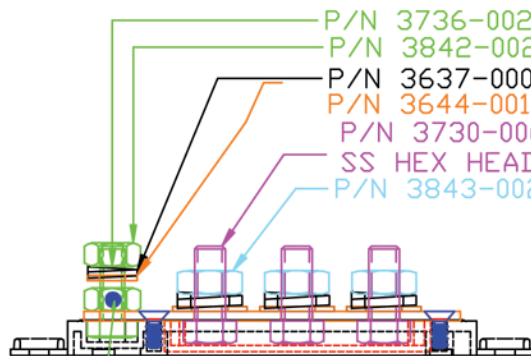 P/N 3736-002
P/N 3842-002
P/N 3637-000
P/N 3644-001
P/N 3730-00
SS HEX HEAD
P/N 3843-002